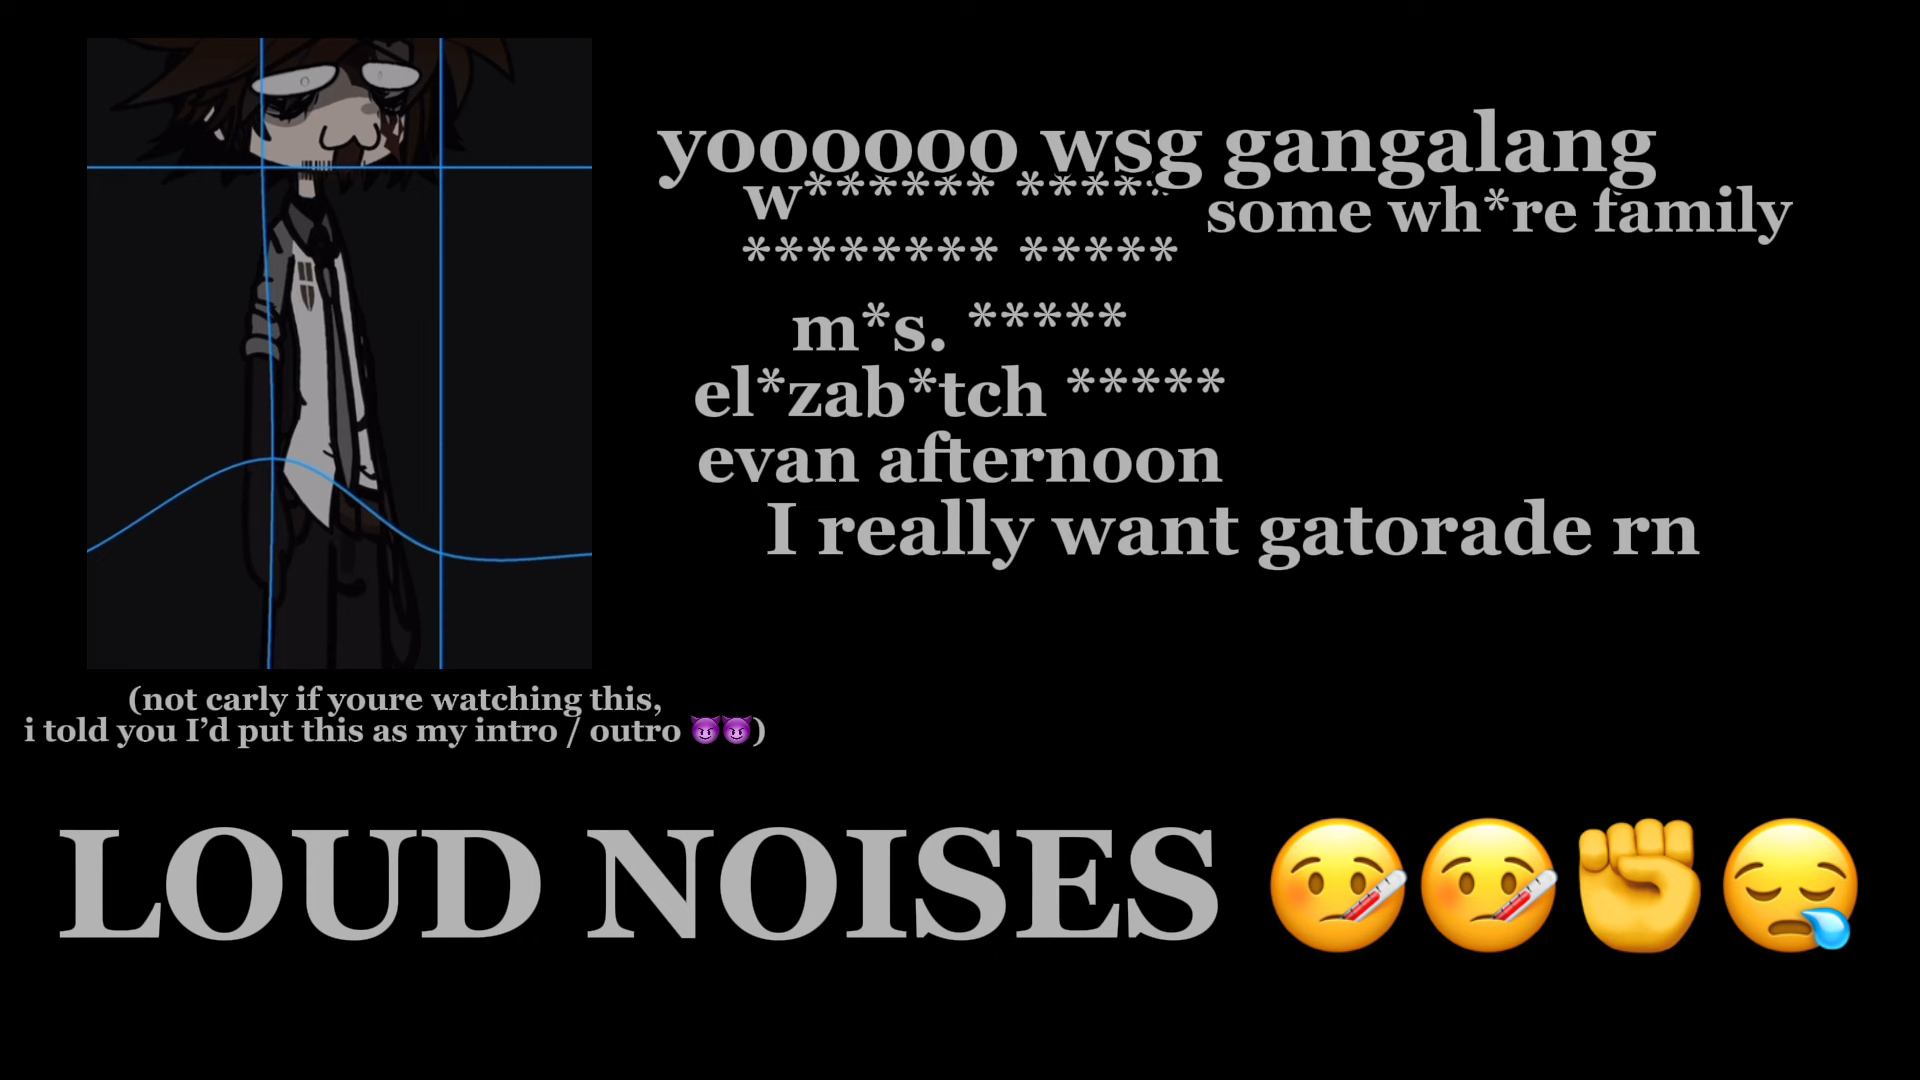 yoooooo wsg gangalang
w****** *****
some wh*re family
******** *****
m*s. *****
el*zab*tch *****
evan afternoon
I really want gatorade rn
(not carly if youre watching this,
i told you I’d put this as my intro / outro 😈😈)
LOUD NOISES 🤒🤒✊😪